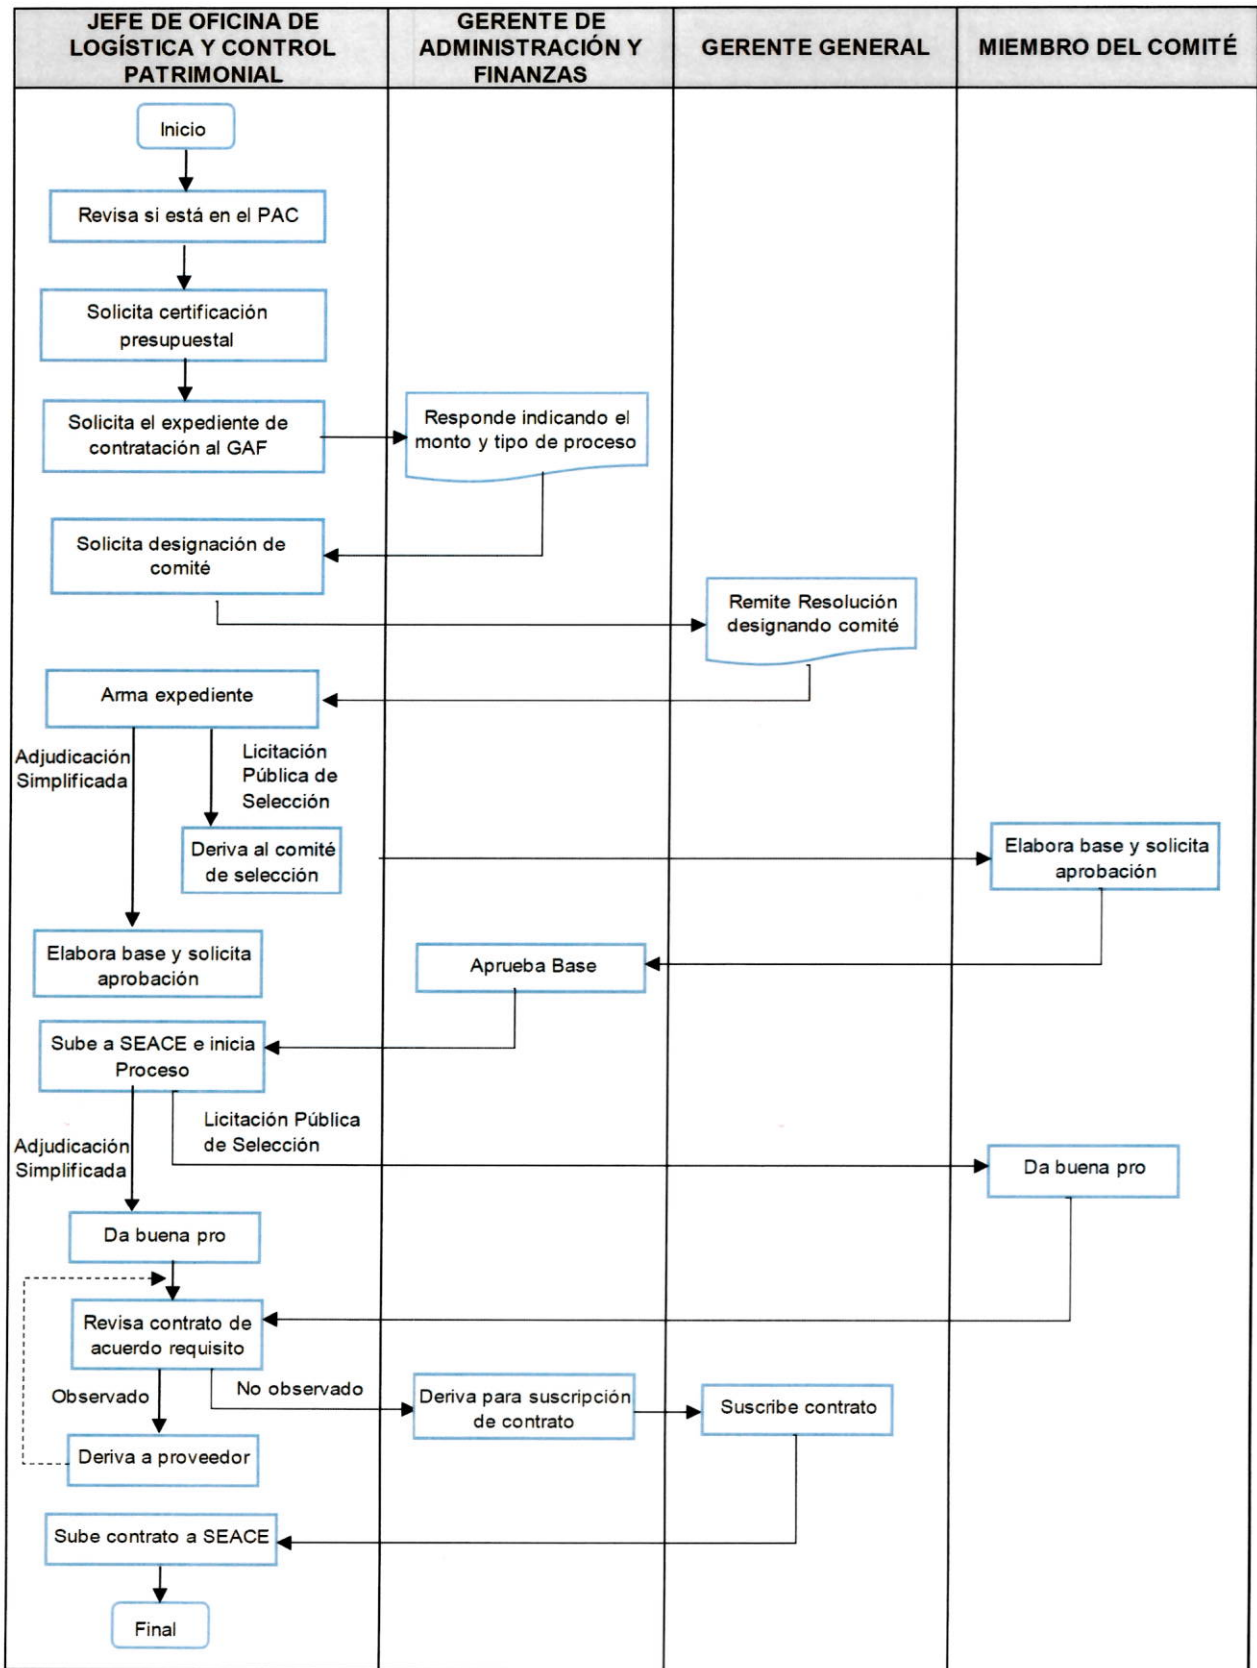 JEFE DE OFICINA DE
LOGÍSTICA Y CONTROL
PATRIMONIAL
GERENTE DE
ADMINISTRACIÓN Y
FINANZAS
GERENTE GENERAL
MIEMBRO DEL COMITÉ
Inicio
Revisa si está en el PAC
Solicita certificación
presupuestal
Solicita el expediente de
contratación al GAF
Responde indicando el
monto y tipo de proceso
Solicita designación de
comité
Remite Resolución
designando comité
Arma expediente
Adjudicación
Simplificada
Licitación
Pública de
Selección
Deriva al comité
de selección
Elabora base y solicita
aprobación
Elabora base y solicita
aprobación
Aprueba Base
Sube a SEACE e inicia
Proceso
Licitación Pública
de Selección
Adjudicación
Simplificada
Da buena pro
Da buena pro
Revisa contrato de
acuerdo requisito
Observado
No observado
Deriva para suscripción
de contrato
Suscribe contrato
Deriva a proveedor
Sube contrato a SEACE
Final